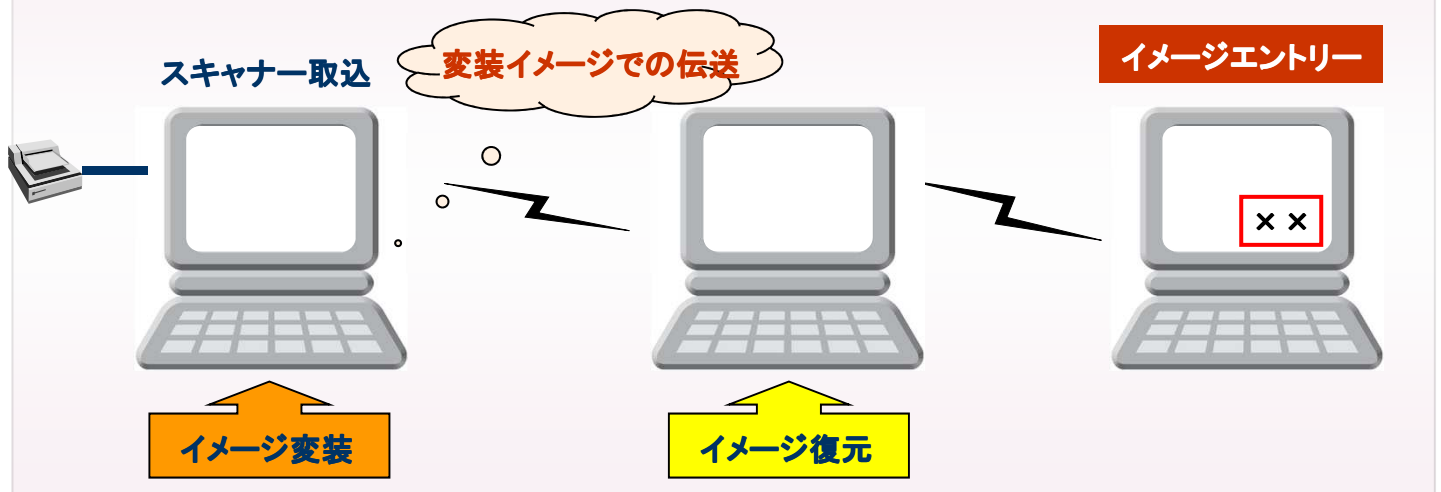 スキャナー取込
変装イメージでの伝送
イメージエントリー
××
イメージ変装
イメージ復元